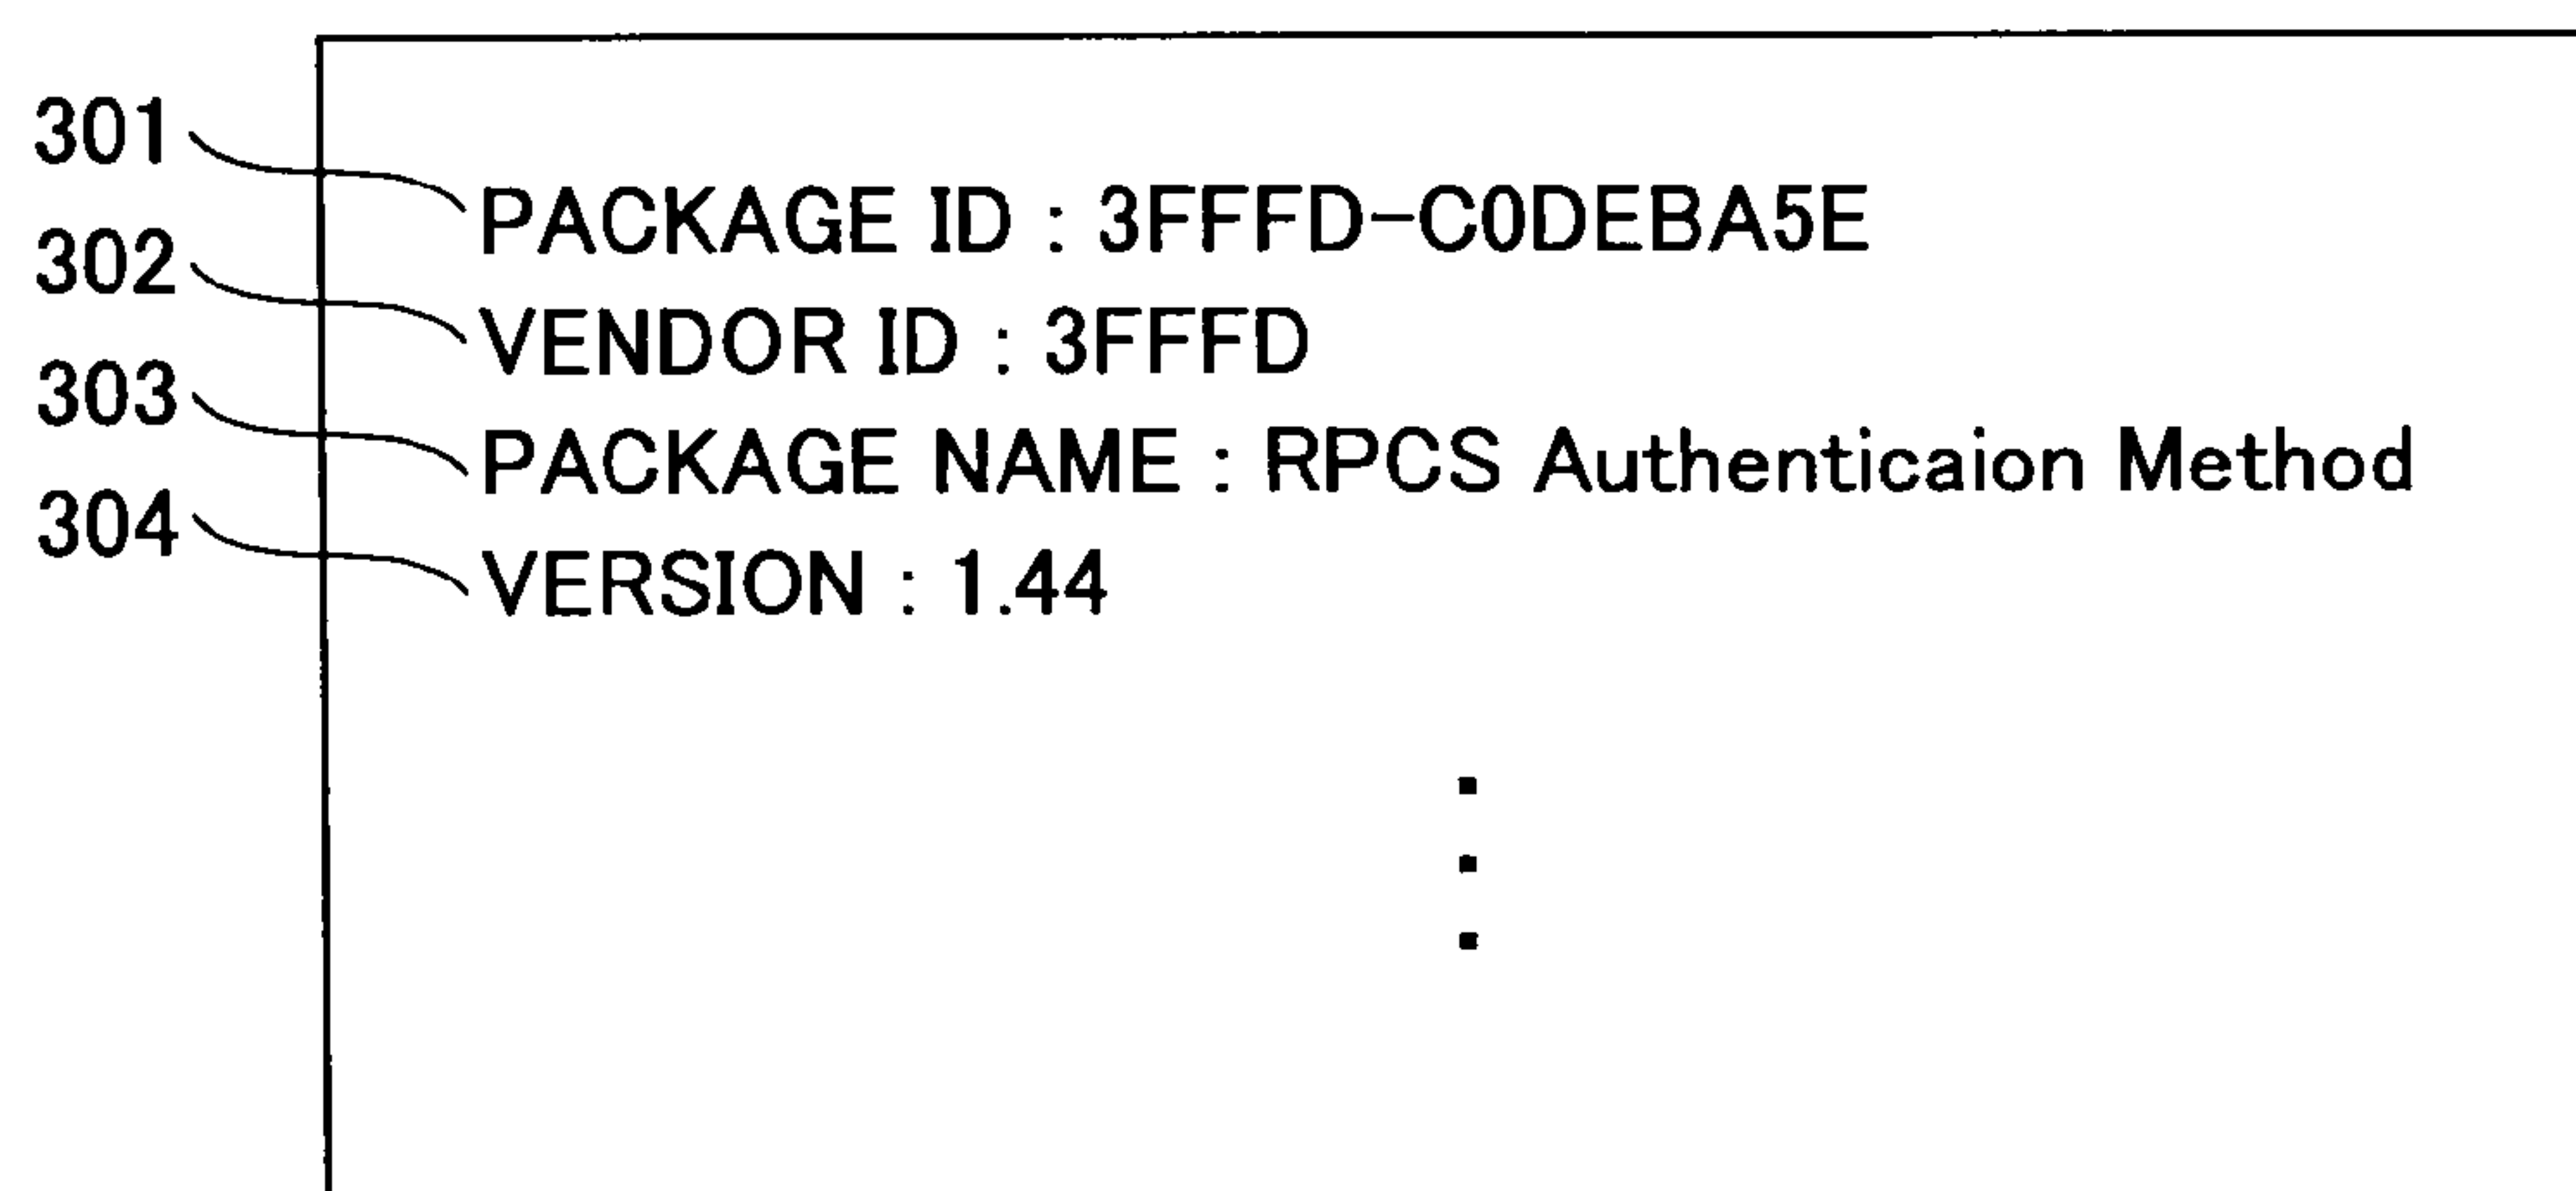 301 PACKAGE ID : 3FFFD-C0DEBA5E
302 VENDOR ID : 3FFFD
303 PACKAGE NAME : RPCS Authenticaion Method
304 VERSION : 1.44